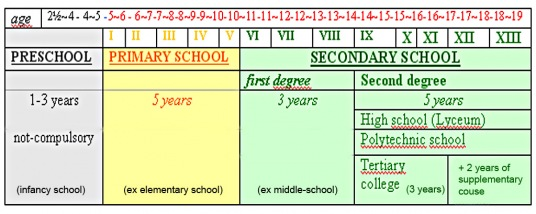 age 2½~4 - 4~5 -5~6- 6~7-7~8-8~9-9~10- 10~11-11~ 12-12~13-13~14- 14~15-15~16-16~17-17~18-18~19
I II III IV V VI VII VIII IX X XI XII XIII
PRESCHOOL PRIMARY SCHOOL SECONDARY SCHOOL
first degree Second degree
1-3 years 5 years 3 years 5 years
High school (Lyceum)
not-compulsory Polytechnic school
Tertiary
college (3 years)
+ 2 years of
supplementary
couse
(infancy school) (ex elementary school) (ex middle-school)